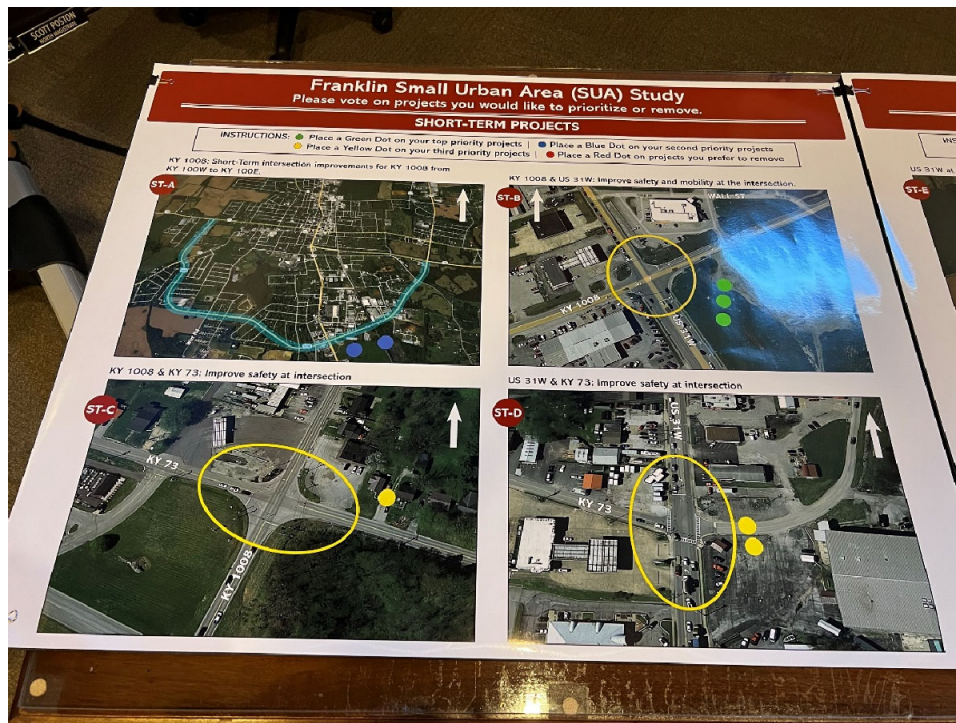 SCOTT POSTON
NORTH MAGISTRATE
Franklin Small Urban Area (SUA) Study
Please vote on projects you would like to prioritize or remove.
SHORT-TERM PROJECTS
INSTRUCTIONS: Place a Green Dot on your top priority projects | Place a Blue Dot on your second priority projects
Place a Yellow Dot on your third priority projects | Place a Red Dot on projects you prefer to remove
KY 1008: Short-Term intersection improvements for KY 1008 from
KY 100W to KY 100E.
ST-A
KY 1008 & US 31W: Improve safety and mobility at the intersection.
ST-B
WALL ST
KY 1008
US 31W
KY 1008 & KY 73: Improve safety at intersection
ST-C
KY 73
KY 1008
US 31W & KY 73: Improve safety at intersection
ST-D
US 31W
KY 73
INS
US 31W at
ST-E